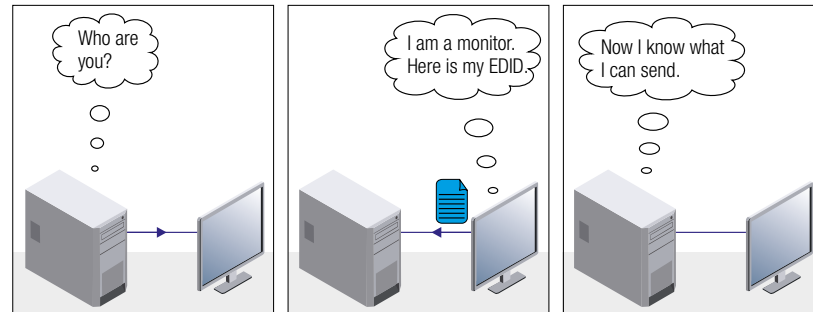 Who are
you?
I am a monitor.
Here is my EDID.
Now I know what
I can send.